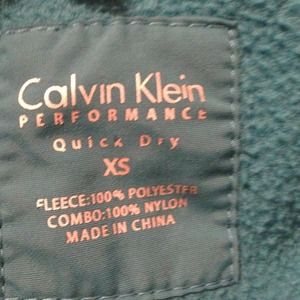 Calvin Klein
PERFORMANCE
Quick Dry
XS
FLEECE:100% POLYESTER
COMBO:100% NYLON
MADE IN CHINA